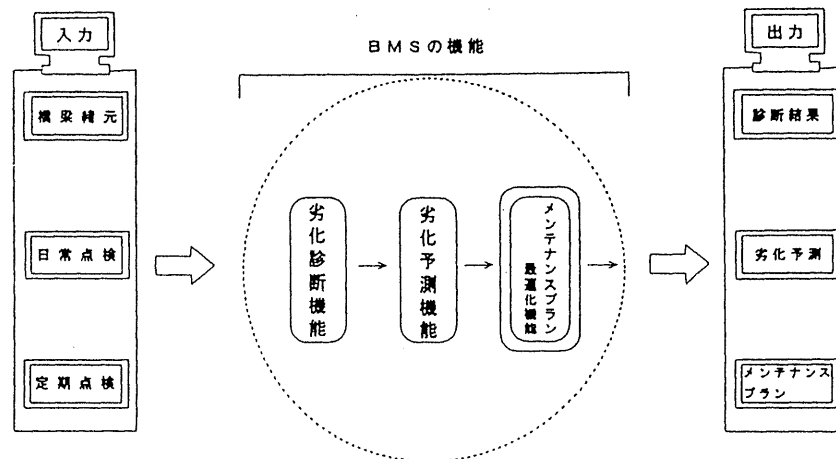 入力
橋梁緒元
日常点検
定期点検
BMSの機能
劣化診断機能
劣化予測機能
メンテナンスプラン
最適化機能
出力
診断結果
劣化予測
メンテナンス
プラン